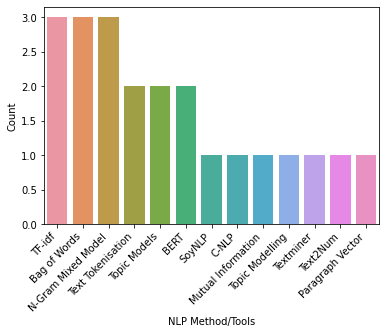 3.0
2.5
2.0
1.5
1.0
0.5
0.0
Count
TF-idf
Bag of Words
N-Gram Mixed Model
Text Tokenisation
Topic Models
BERT
SoyNLP
C-NLP
Mutual Information
Topic Modelling
Textminer
Text2Num
Paragraph Vector
NLP Method/Tools